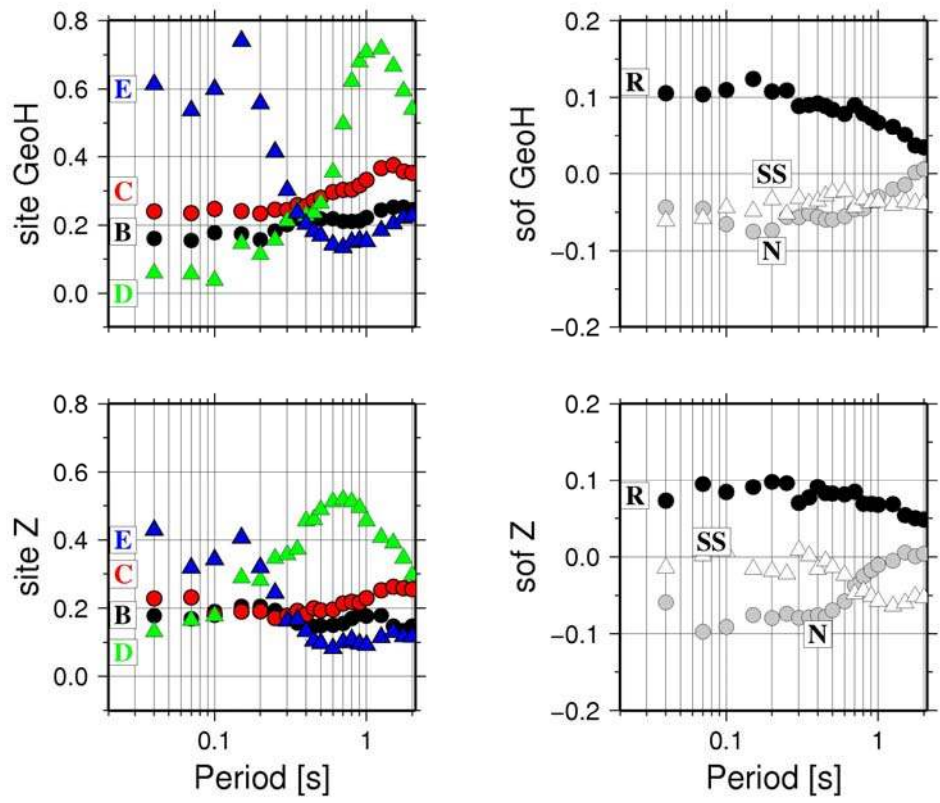 0.8
0.6
0.4
0.2
0.0
site GeoH
E
C
B
D
0.2
0.1
0.0
-0.1
-0.2
sof GeoH
R
SS
N
0.8
0.6
0.4
0.2
0.0
site Z
E
C
B
D
0.1 1
Period [s]
0.2
0.1
0.0
-0.1
-0.2
sof Z
R
SS
N
0.1 1
Period [s]